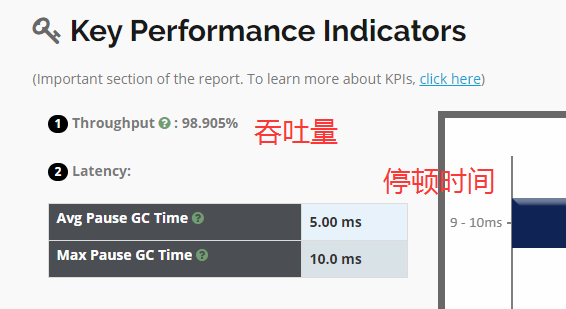 Key Performance Indicators
(Important section of the report. To learn more about KPIs, click here)
1 Throughput ? : 98.905%
吞吐量
2 Latency:
停顿时间
Avg Pause GC Time ? 5.00 ms
Max Pause GC Time ? 10.0 ms
9 - 10ms